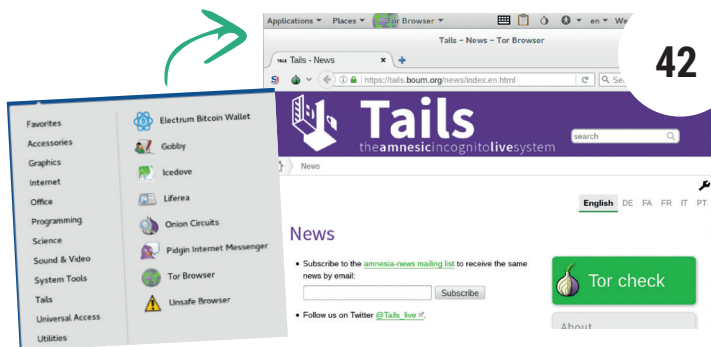 Applications Places Tor Browser en We
Tails – News – Tor Browser
Tails - News
https://tails.boum.org/news/index.en.html
42
Tails
theamnesicincognitolivesystem
search
News
English DE FA FR IT PT
News
Subscribe to the amnesia-news mailing list to receive the same
news by email:
Subscribe
Follow us on Twitter @Tails_live.
Tor check
About
Favorites
Accessories
Graphics
Internet
Office
Programming
Science
Sound & Video
System Tools
Tails
Universal Access
Utilities
Electrum Bitcoin Wallet
Gobby
Icedove
Liferea
Onion Circuits
Pidgin Internet Messenger
Tor Browser
Unsafe Browser